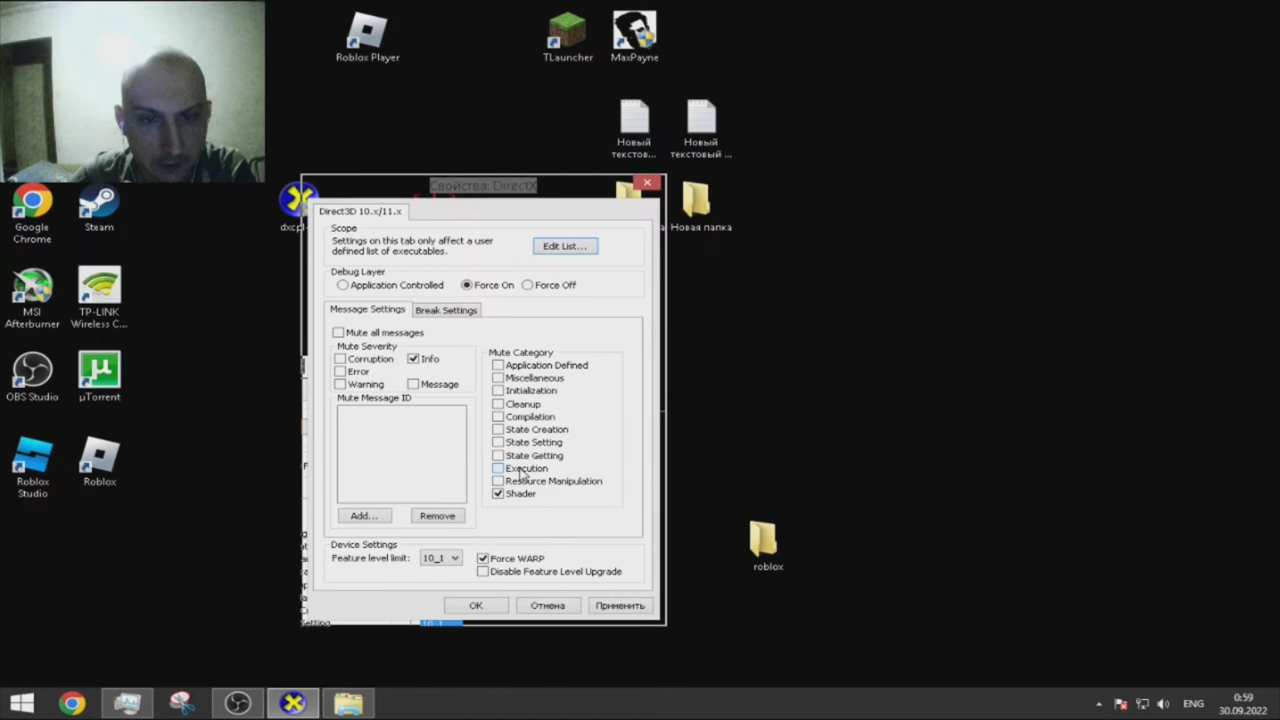 Roblox Player
TLauncher
MaxPayne
Новый
тексто...
Новый
текстовый ...
Google
Chrome
Steam
dxcpl
Новая папка
MSI
Afterburner
TP-LINK
Wireless C...
OBS Studio
µTorrent
Roblox
Studio
Roblox
roblox
Свойства: DirectX
Direct3D 10.x/11.x
Scope
Settings on this tab only affect a user
defined list of executables.
Edit List...
Debug Layer
Application Controlled
Force On
Force Off
Message Settings
Break Settings
Mute all messages
Mute Severity
Corruption
Info
Error
Warning
Message
Mute Message ID
Add...
Remove
Mute Category
Application Defined
Miscellaneous
Initialization
Cleanup
Compilation
State Creation
State Setting
State Getting
Execution
Resource Manipulation
Shader
Device Settings
Feature level limit:
10_1
Force WARP
Disable Feature Level Upgrade
OK
Отмена
Применить
Setting
10_1
ENG
0:59
30.09.2022